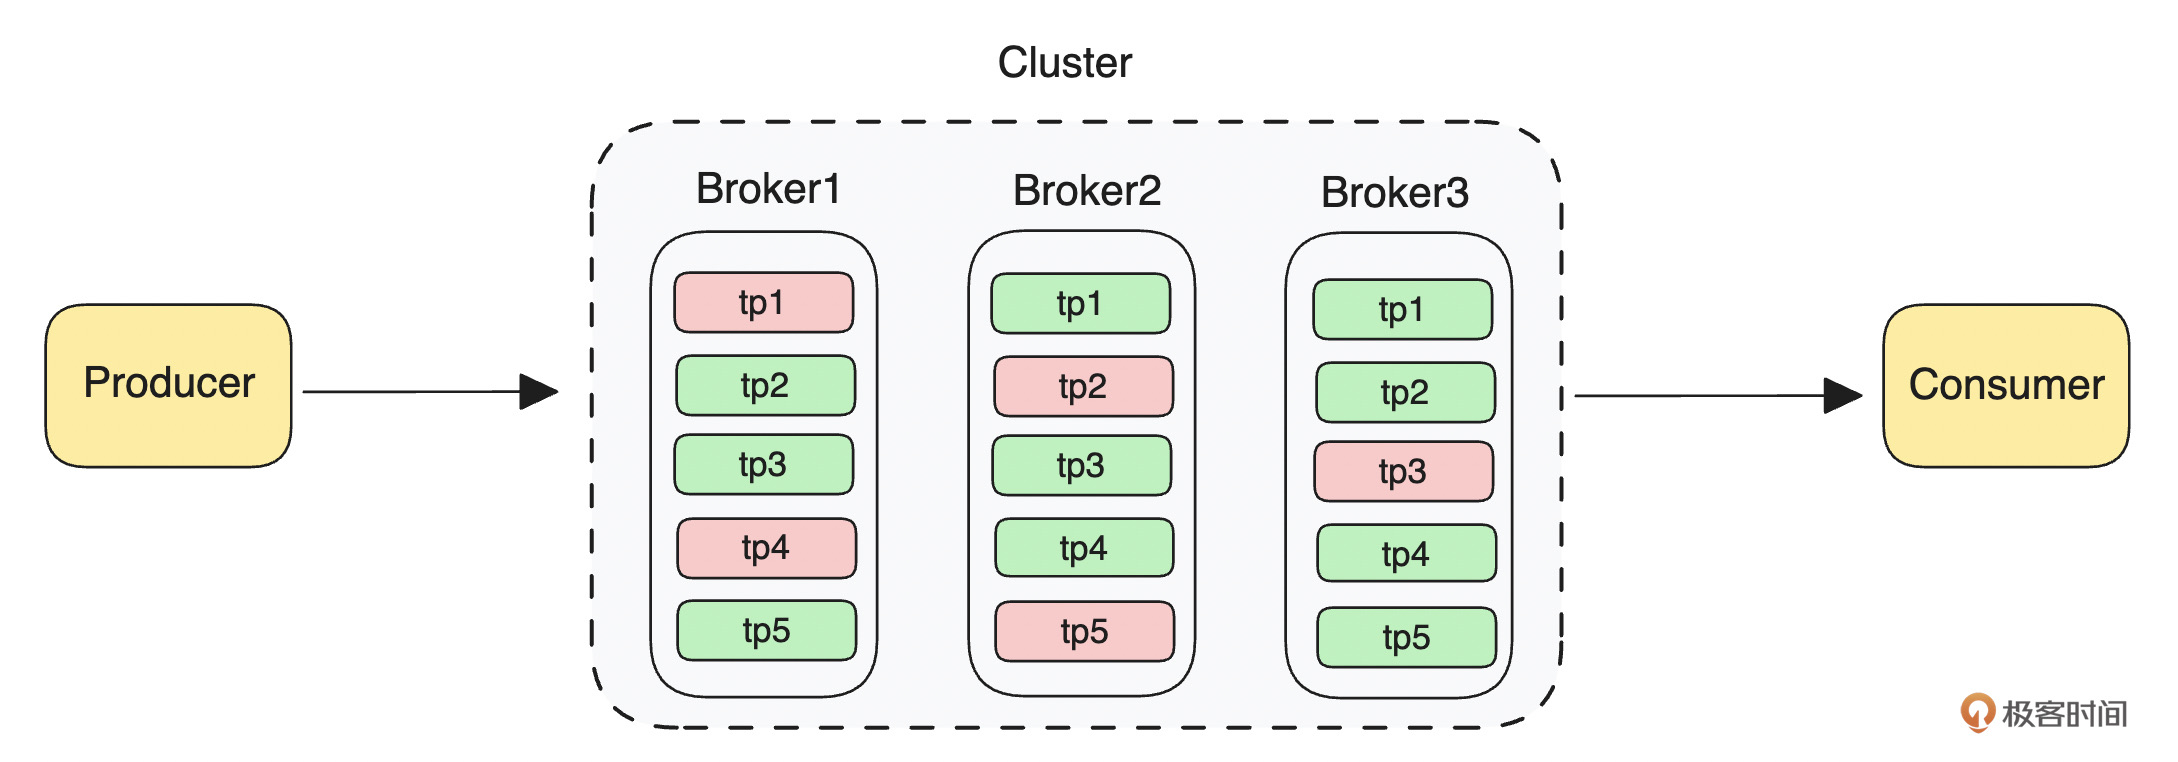 Cluster
Broker1
Broker2
Broker3
tp1
tp2
tp3
tp4
tp5
tp1
tp2
tp3
tp4
tp5
tp1
tp2
tp3
tp4
tp5
Producer
Consumer
极客时间